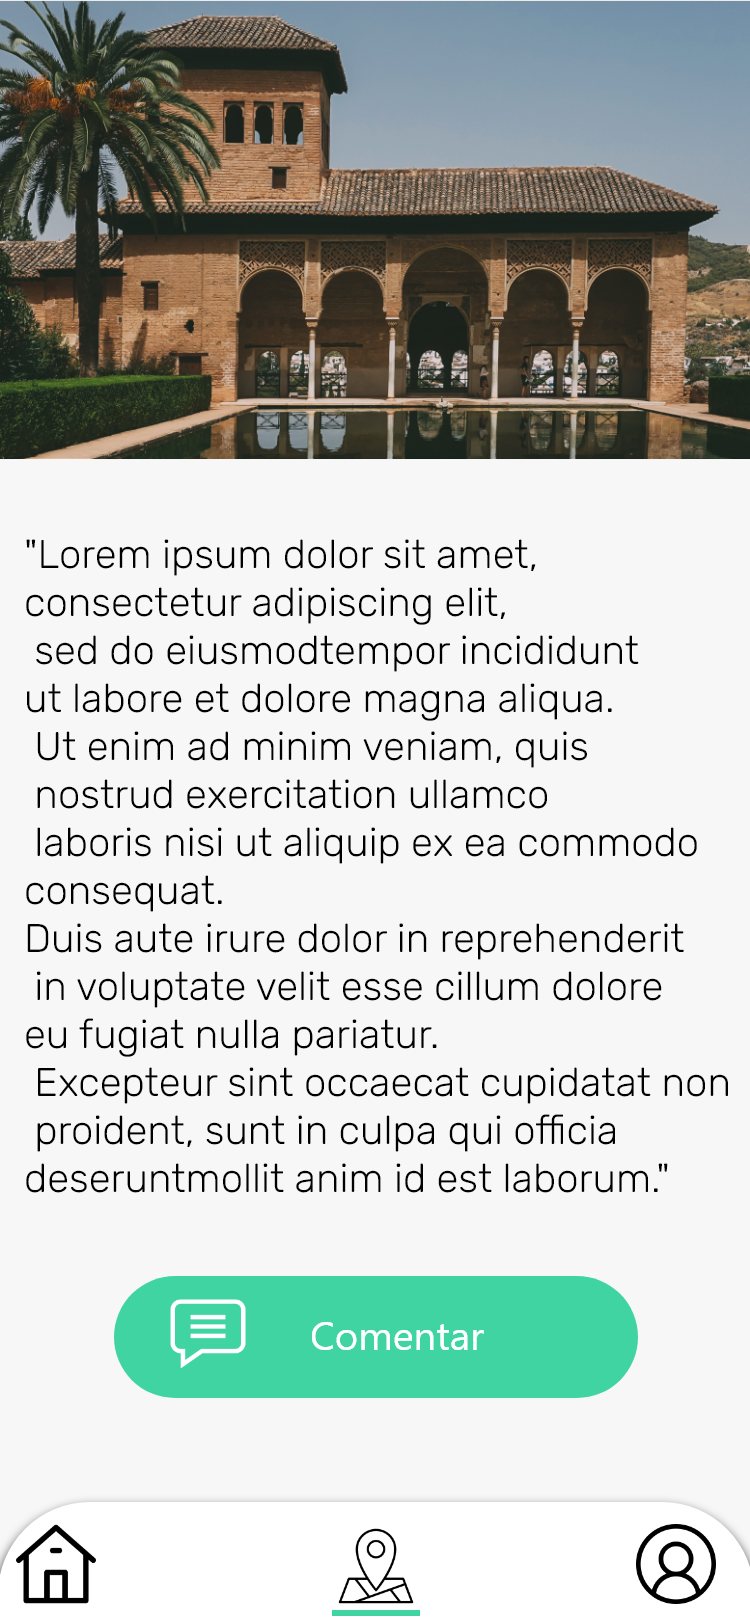 "Lorem ipsum dolor sit amet,
consectetur adipiscing elit,
sed do eiusmodtempor incididunt
ut labore et dolore magna aliqua.
Ut enim ad minim veniam, quis
nostrud exercitation ullamco
laboris nisi ut aliquip ex ea commodo
consequat.
Duis aute irure dolor in reprehenderit
in voluptate velit esse cillum dolore
eu fugiat nulla pariatur.
Excepteur sint occaecat cupidatat non
proident, sunt in culpa qui officia
deseruntmollit anim id est laborum."
Comentar